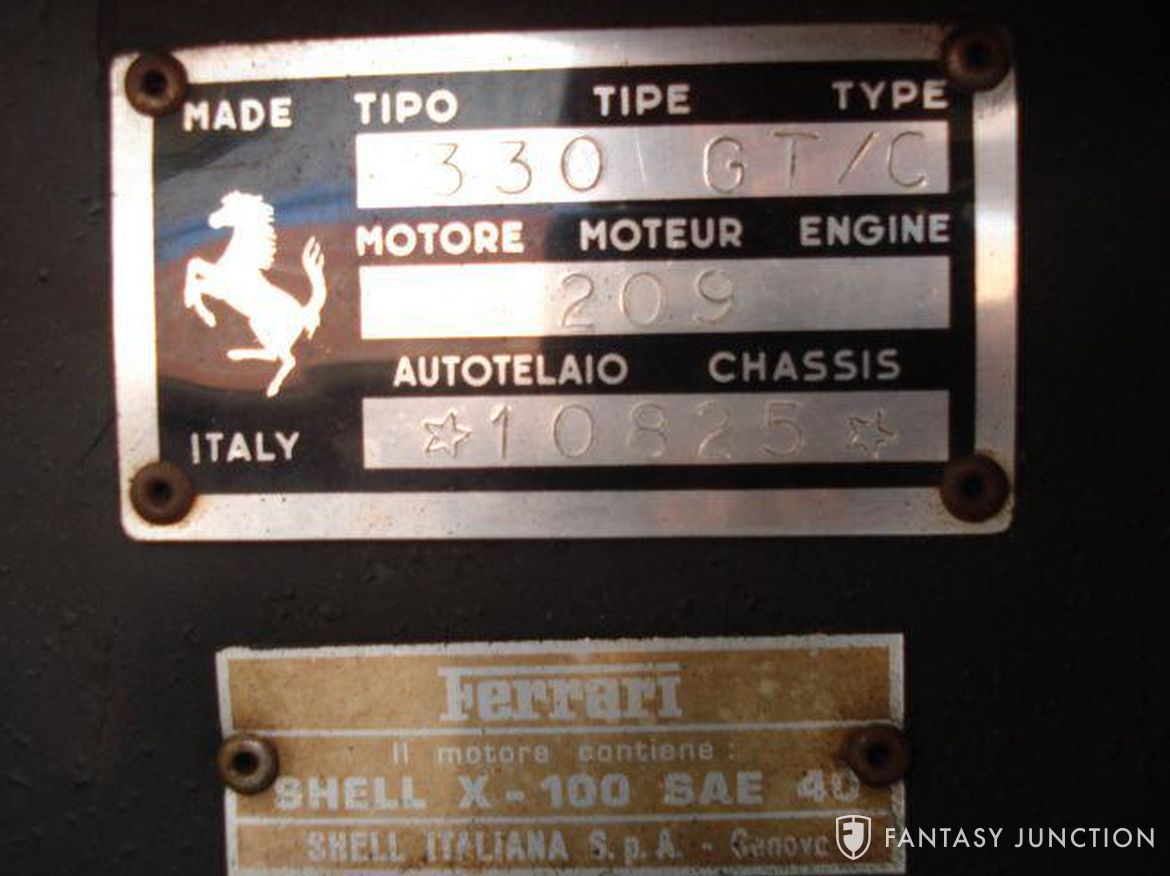 MADE TIPO TIPE TYPE
330 GT/C
MOTORE MOTEUR ENGINE
209
AUTOTELAIO CHASSIS
☆10825☆
ITALY
Ferrari
Il motore contiene:
SHELL X-100 SAE 40
SHELL ITALIANA S.p.A. - Genova
FANTASY JUNCTION